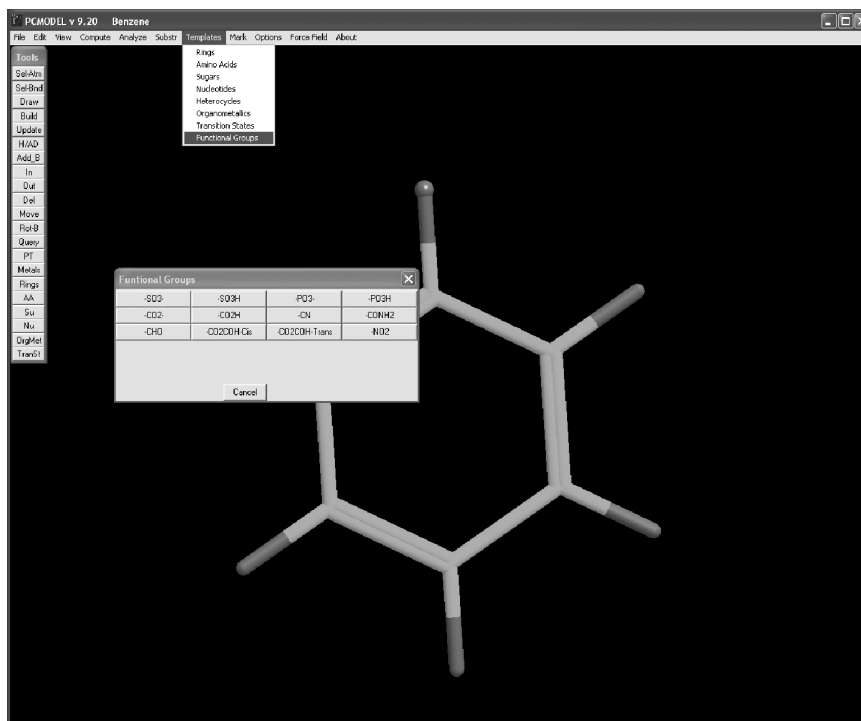 PCMODEL v 9.20 Benzene
File Edit View Compute Analyze Substr Templates Mark Options Force Field About
Tools
Sel-Atm
Sel-Bnd
Draw
Build
Update
H/AD
Add_B
In
Out
Del
Move
Rot-B
Query
PT
Metals
Rings
AA
Su
Nu
OrgMet
TranSt
Rings
Amino Acids
Sugars
Nucleotides
Heterocycles
Organometallics
Transition States
Functional Groups
Funtional Groups
-SO3- -SO3H -PO3- -PO3H
-CO2- -CO2H -CN -CONH2
-CHO -CO2COH-Cis -CO2COH-Trans -NO2
Cancel